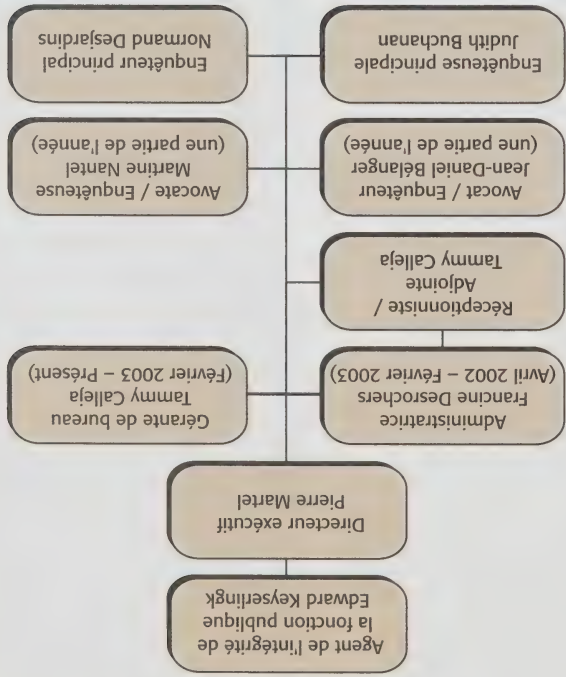 Agent de l'intégrité de
la fonction publique
Edward Keyserlingk
Directeur exécutif
Pierre Martel
Administratrice
Francine Desrochers
(Avril 2002 – Février 2003)
Gérante de bureau
Tammy Calleja
(Février 2003 – Présent)
Réceptionniste /
Adjointe
Tammy Calleja
Avocat / Enquêteur
Jean-Daniel Bélanger
(une partie de l'année)
Avocate / Enquêteuse
Martine Nantel
(une partie de l'année)
Enquêteuse principale
Judith Buchanan
Enquêteur principal
Normand Desjardins